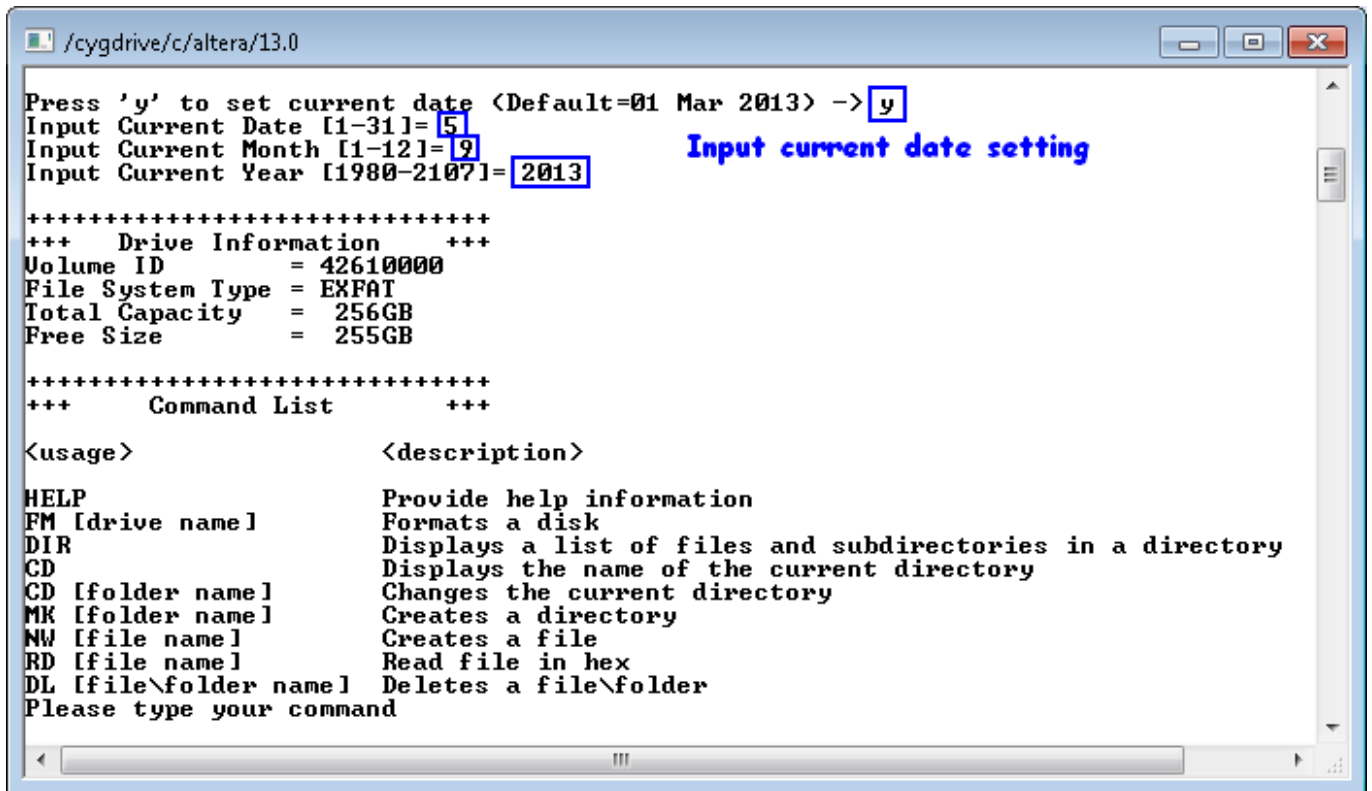 /cygdrive/c/altera/13.0
Press 'y' to set current date (Default=01 Mar 2013) -> y
Input Current Date [1-31]= 5
Input Current Month [1-12]= 9
Input current date setting
Input Current Year [1980-2107]= 2013
++++++++++++++++++++++++++++++
+++ Drive Information +++
Volume ID = 42610000
File System Type = EXFAT
Total Capacity = 256GB
Free Size = 255GB
++++++++++++++++++++++++++++++
+++ Command List +++
<usage> <description>
HELP Provide help information
FM [drive name] Formats a disk
DIR Displays a list of files and subdirectories in a directory
CD Displays the name of the current directory
CD [folder name] Changes the current directory
MK [folder name] Creates a directory
NW [file name] Creates a file
RD [file name] Read file in hex
DL [file\folder name] Deletes a file\folder
Please type your command